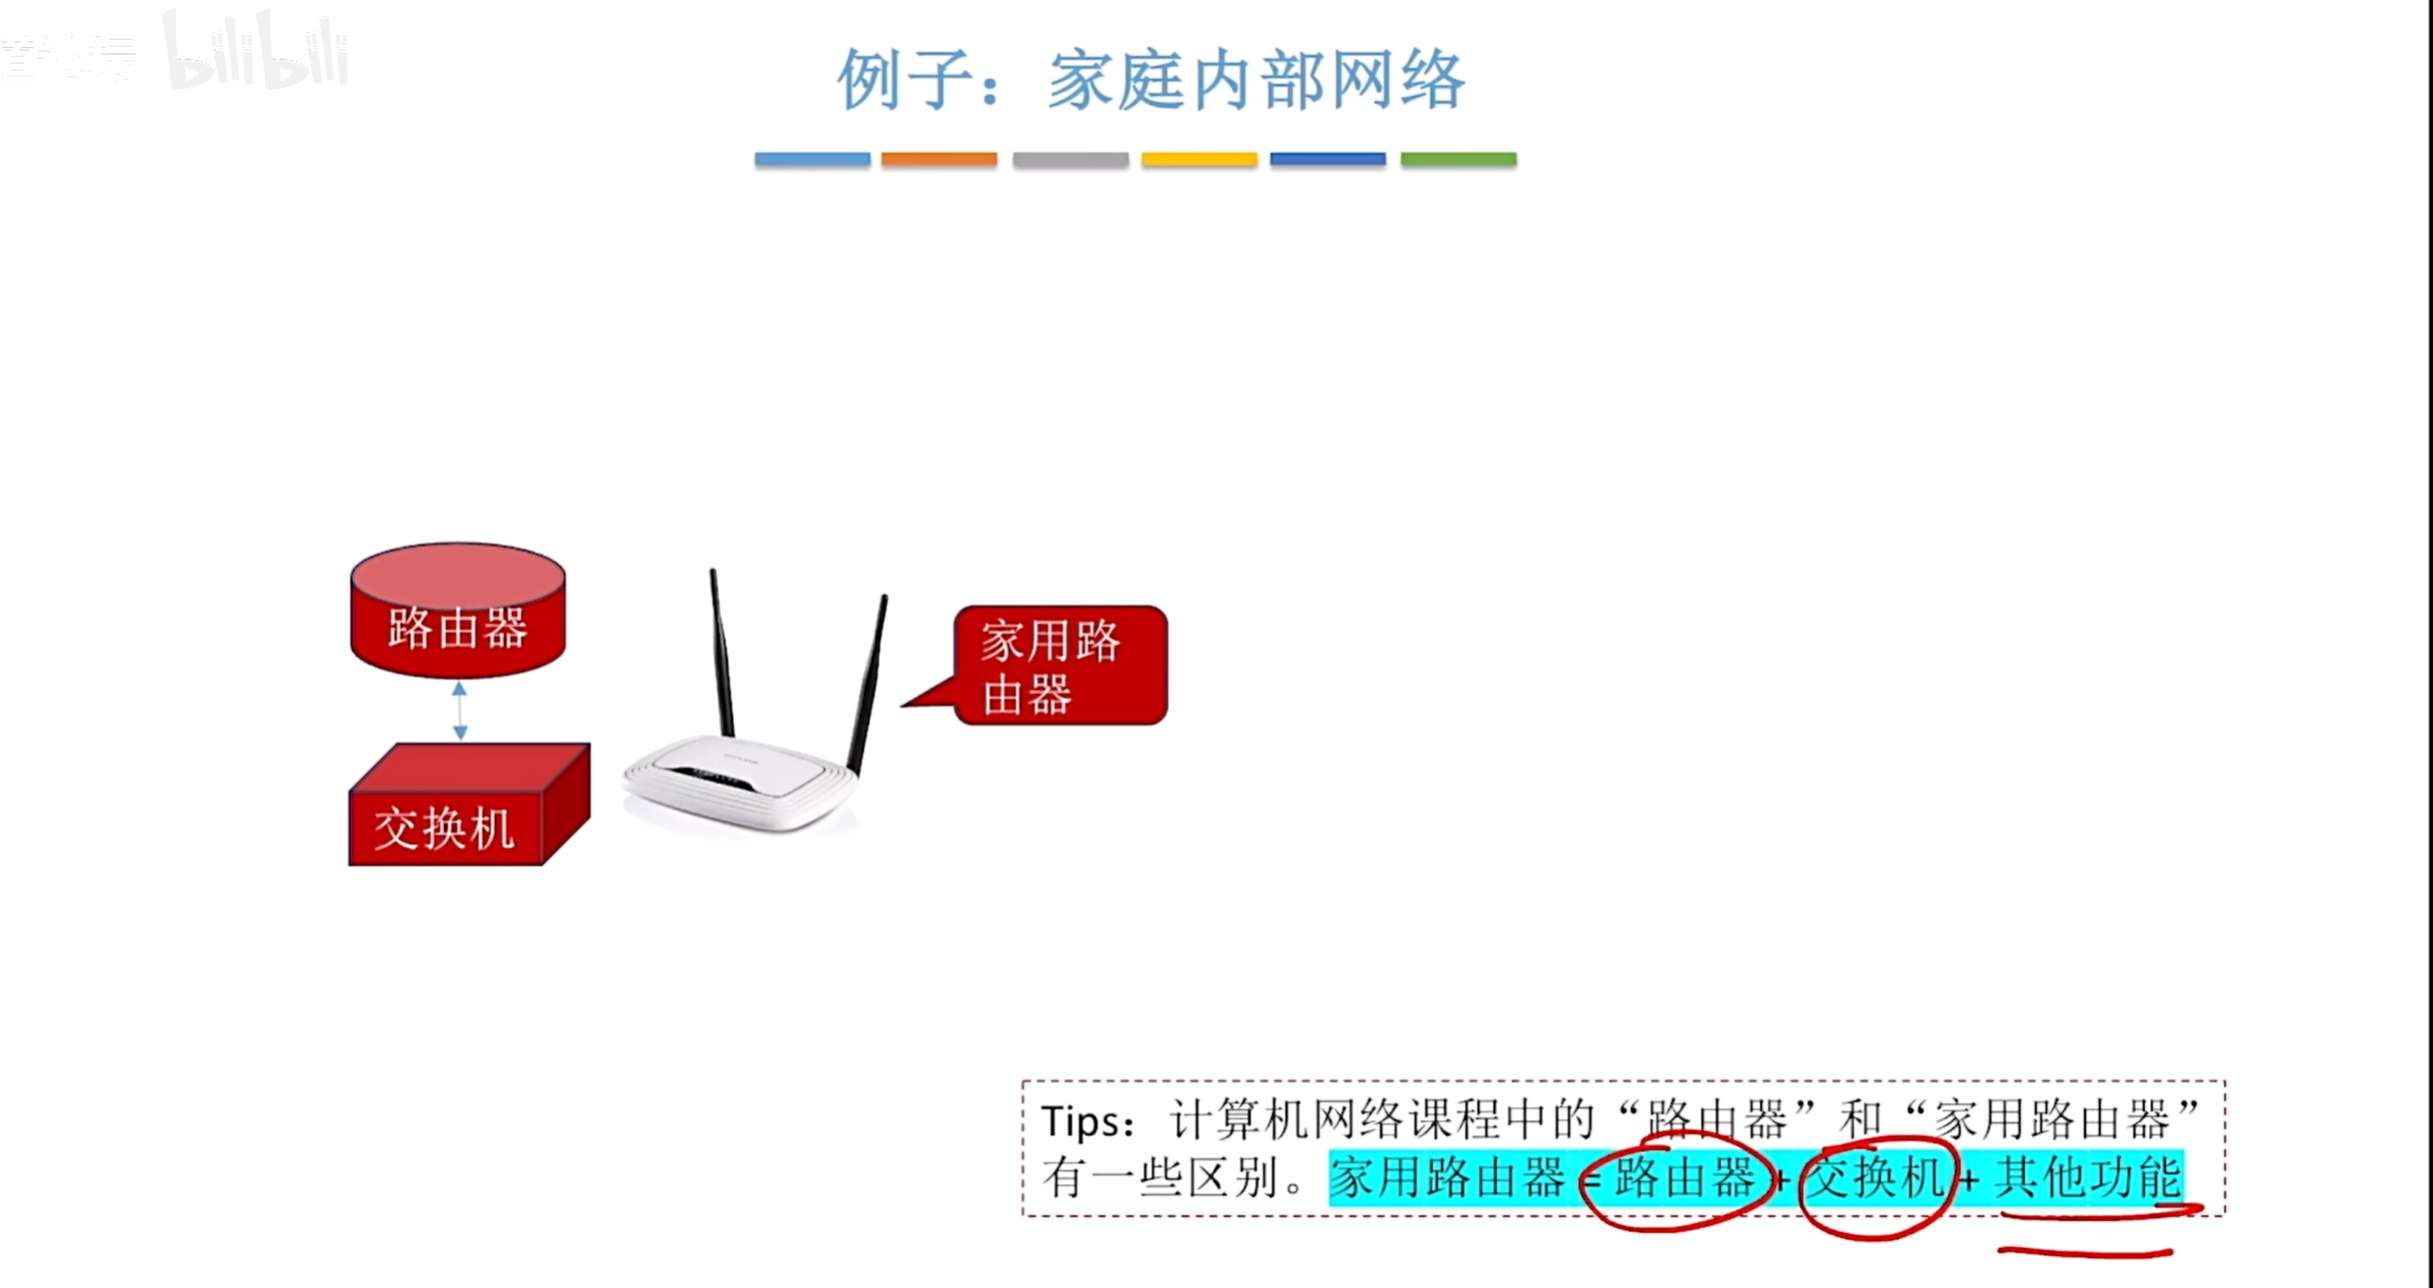 bilibili
例子：家庭内部网络
路由器
家用路
由器
交换机
Tips：计算机网络课程中的“路由器”和“家用路由器”
有一些区别。家用路由器 = 路由器 + 交换机 + 其他功能